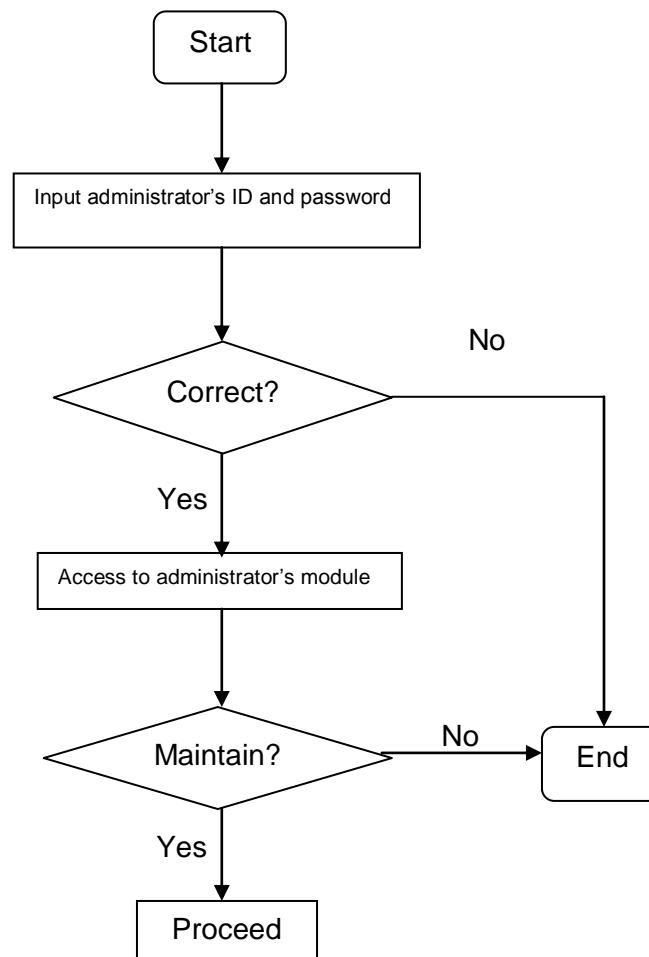 Start
Input administrator’s ID and password
No
Correct?
Yes
Access to administrator’s module
Maintain?
No
End
Yes
Proceed